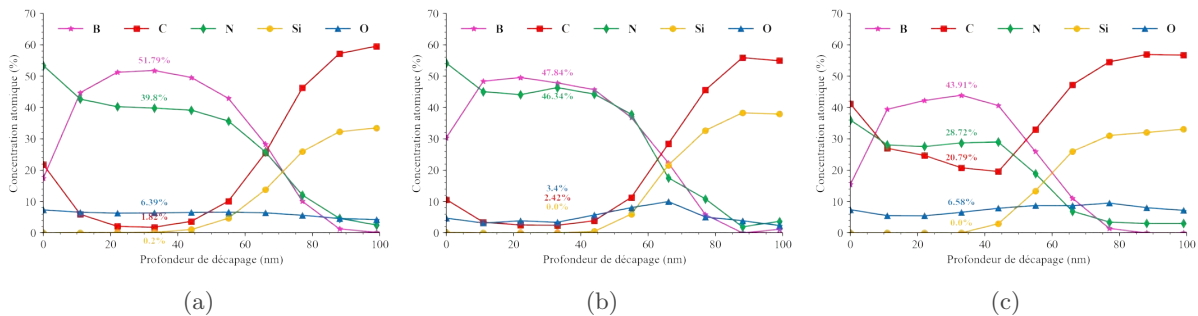 B C N Si O
Concentration atomique (%)
70
60
50
40
30
20
10
0
51.79%
39.8%
6.39%
1.82%
0.2%
0 20 40 60 80 100
Profondeur de décapage (nm)
(a)
B C N Si O
Concentration atomique (%)
70
60
50
40
30
20
10
0
47.84%
46.34%
3.4%
2.42%
0.0%
0 20 40 60 80 100
Profondeur de décapage (nm)
(b)
B C N Si O
Concentration atomique (%)
70
60
50
40
30
20
10
0
43.91%
28.72%
20.79%
6.58%
0.0%
0 20 40 60 80 100
Profondeur de décapage (nm)
(c)